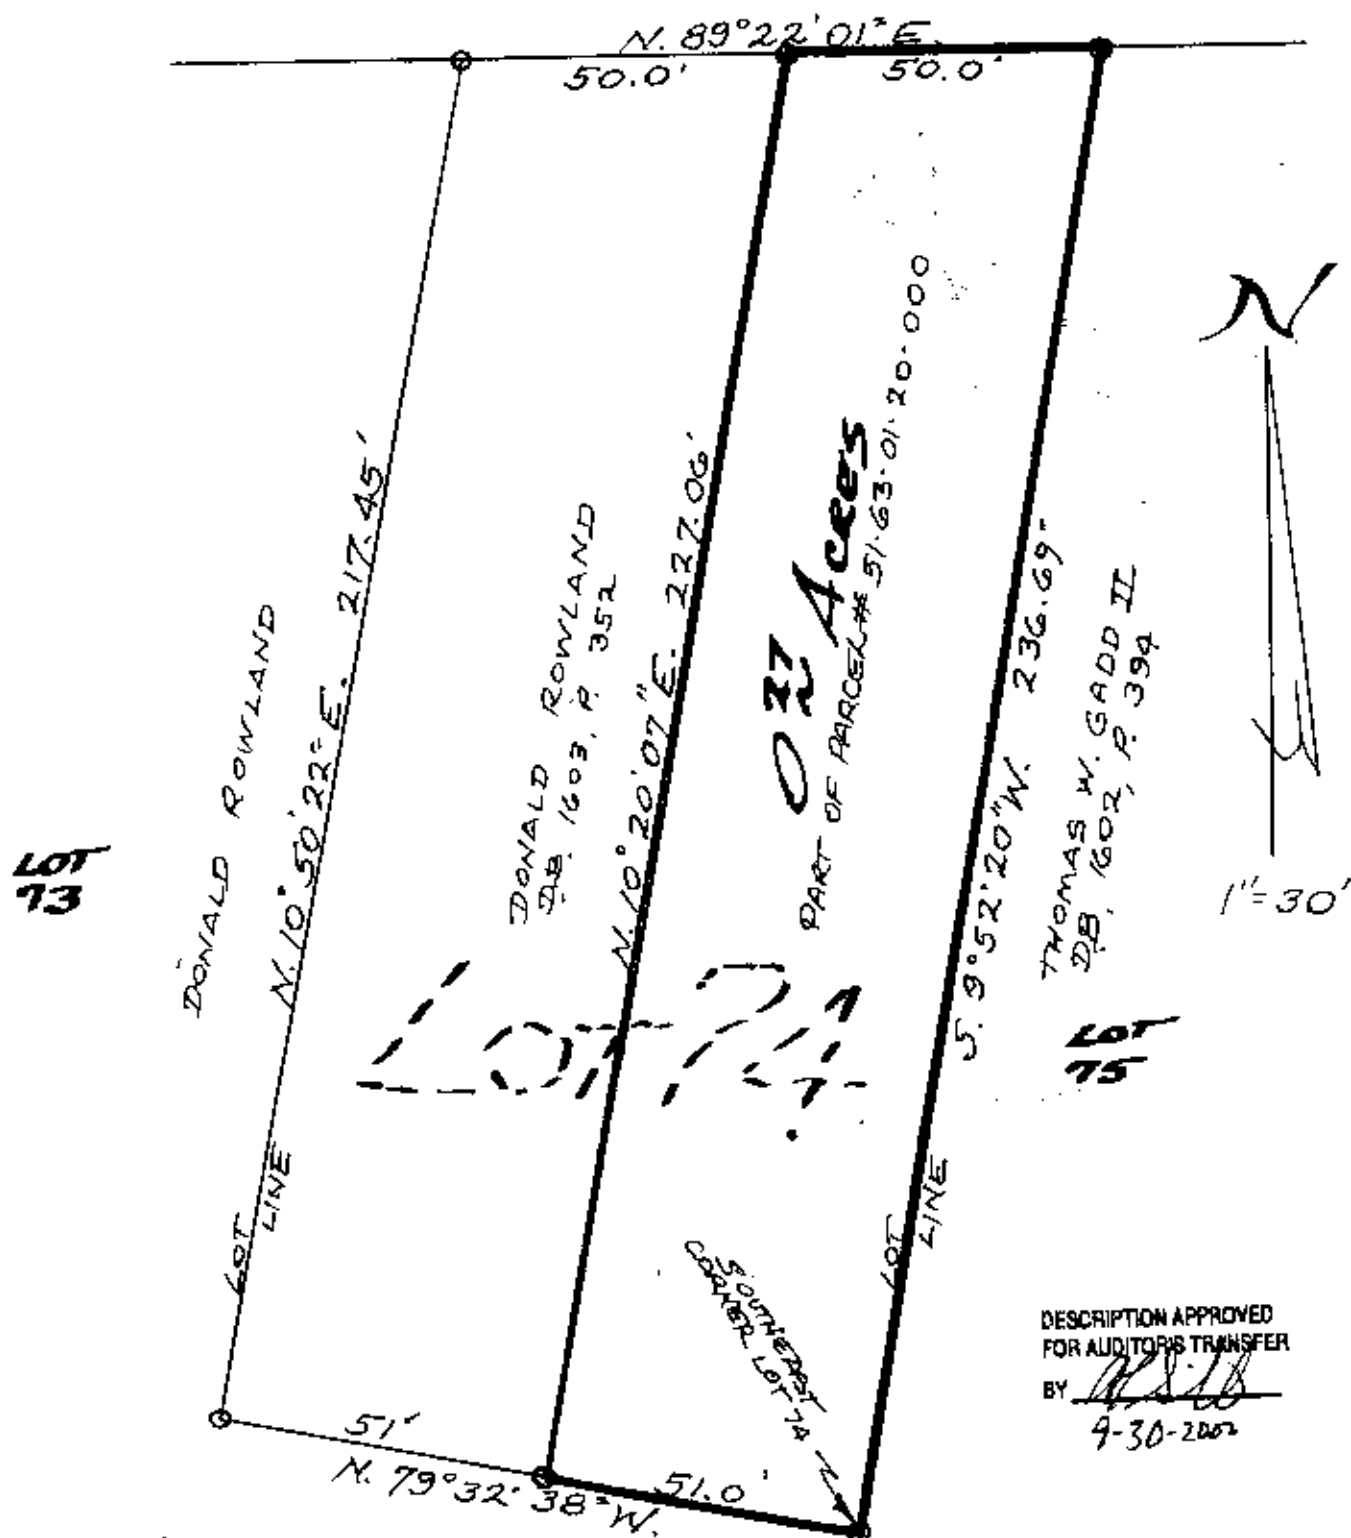 N. 89°22'01" E.
50.0'
50.0'
N
1"=30'
LOT
73
DONALD ROWLAND
N. 10°50'22" E. 217.45'
DONALD ROWLAND
D.B. 1603, P. 352
N. 10°20'07" E. 227.06'
0.27 Acres
PART OF PARCEL # 51-63-01-20-000
S. 9°52'20" W. 236.69"
THOMAS W. GADD II
D.B. 1602, P. 394
LOT 74
LOT
75
LOT
LINE
LOT
LINE
SOUTHEAST
CORNER LOT 74
51'
51.0'
N. 79°32'38" W.
DESCRIPTION APPROVED
FOR AUDITOR'S TRANSFER
BY
9-30-2002